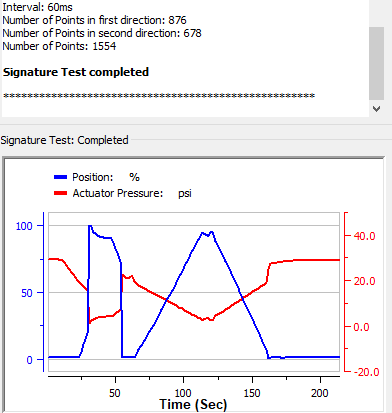 Interval: 60ms
Number of Points in first direction: 876
Number of Points in second direction: 678
Number of Points: 1554
Signature Test completed
****************************************************
Signature Test: Completed
Position: %
Actuator Pressure: psi
100
50
0
40.0
20.0
0.0
-20.0
50
100
150
200
Time (Sec)